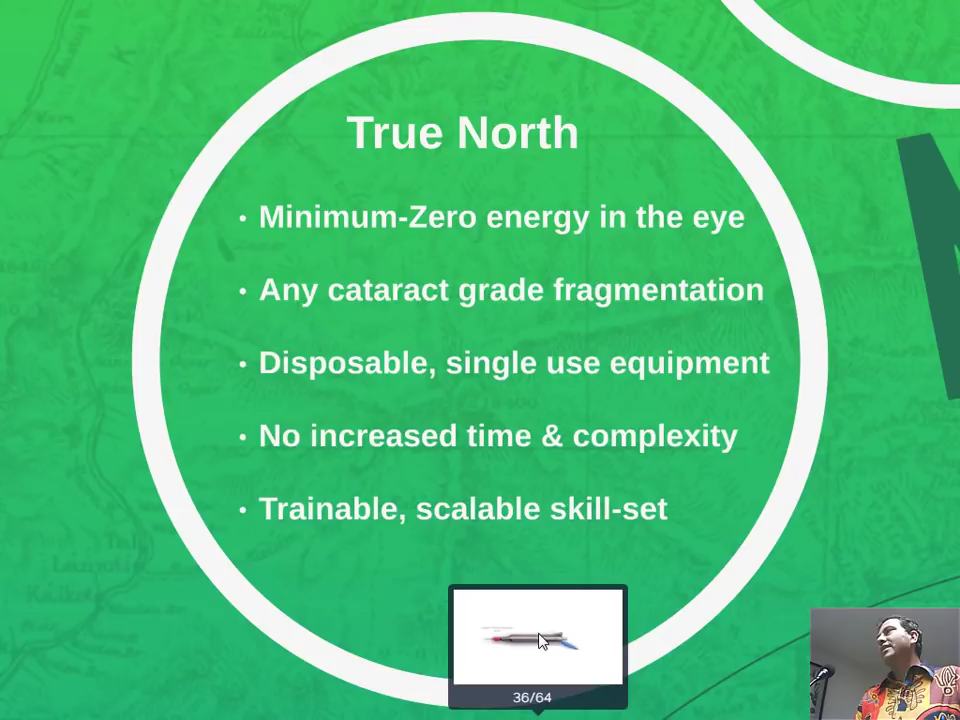 True North
• Minimum-Zero energy in the eye
• Any cataract grade fragmentation
• Disposable, single use equipment
• No increased time & complexity
• Trainable, scalable skill-set
36/64